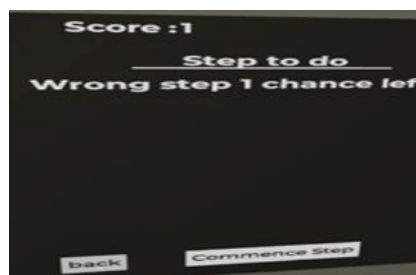 Score :1
Step to do
Wrong step 1 chance lef
back
Commence Step